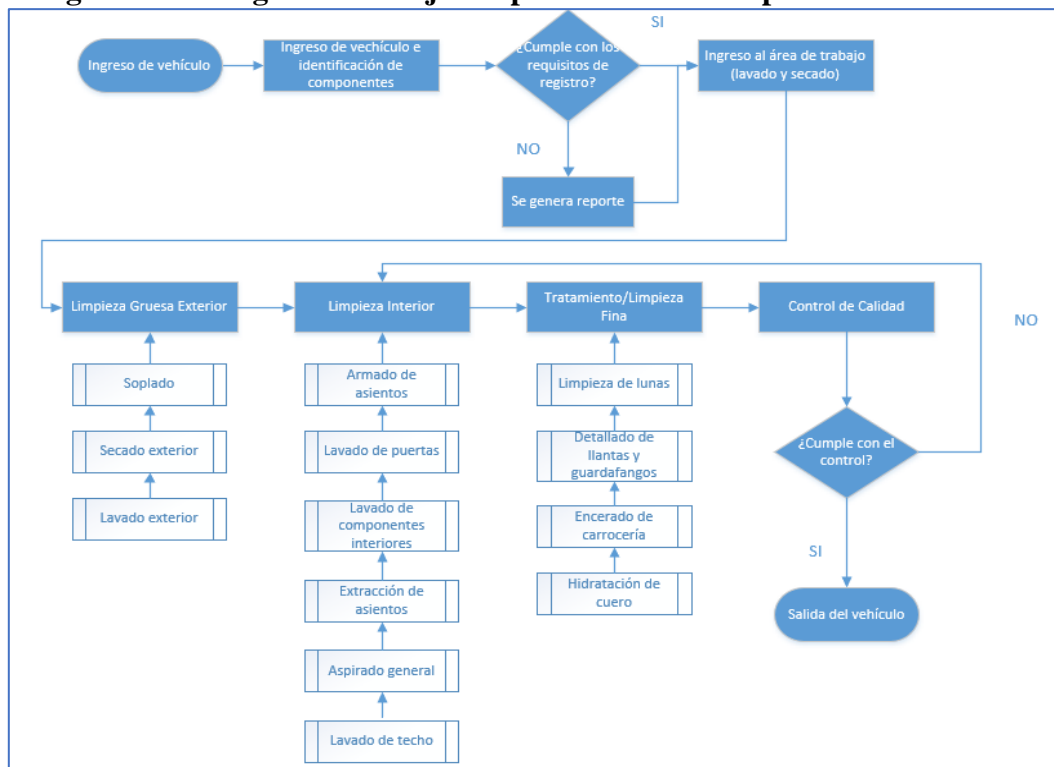 SI
Ingreso de vehículo
Ingreso de vechículo e
identificación de
componentes
¿Cumple con los
requisitos de
registro?
Ingreso al área de trabajo
(lavado y secado)
NO
Se genera reporte
Limpieza Gruesa Exterior
Limpieza Interior
Tratamiento/Limpieza
Fina
Control de Calidad
NO
Soplado
Secado exterior
Lavado exterior
Armado de
asientos
Lavado de puertas
Lavado de
componentes
interiores
Extracción de
asientos
Aspirado general
Lavado de techo
Limpieza de lunas
Detallado de
llantas y
guardafangos
Encerado de
carrocería
Hidratación de
cuero
¿Cumple con el
control?
SI
Salida del vehículo